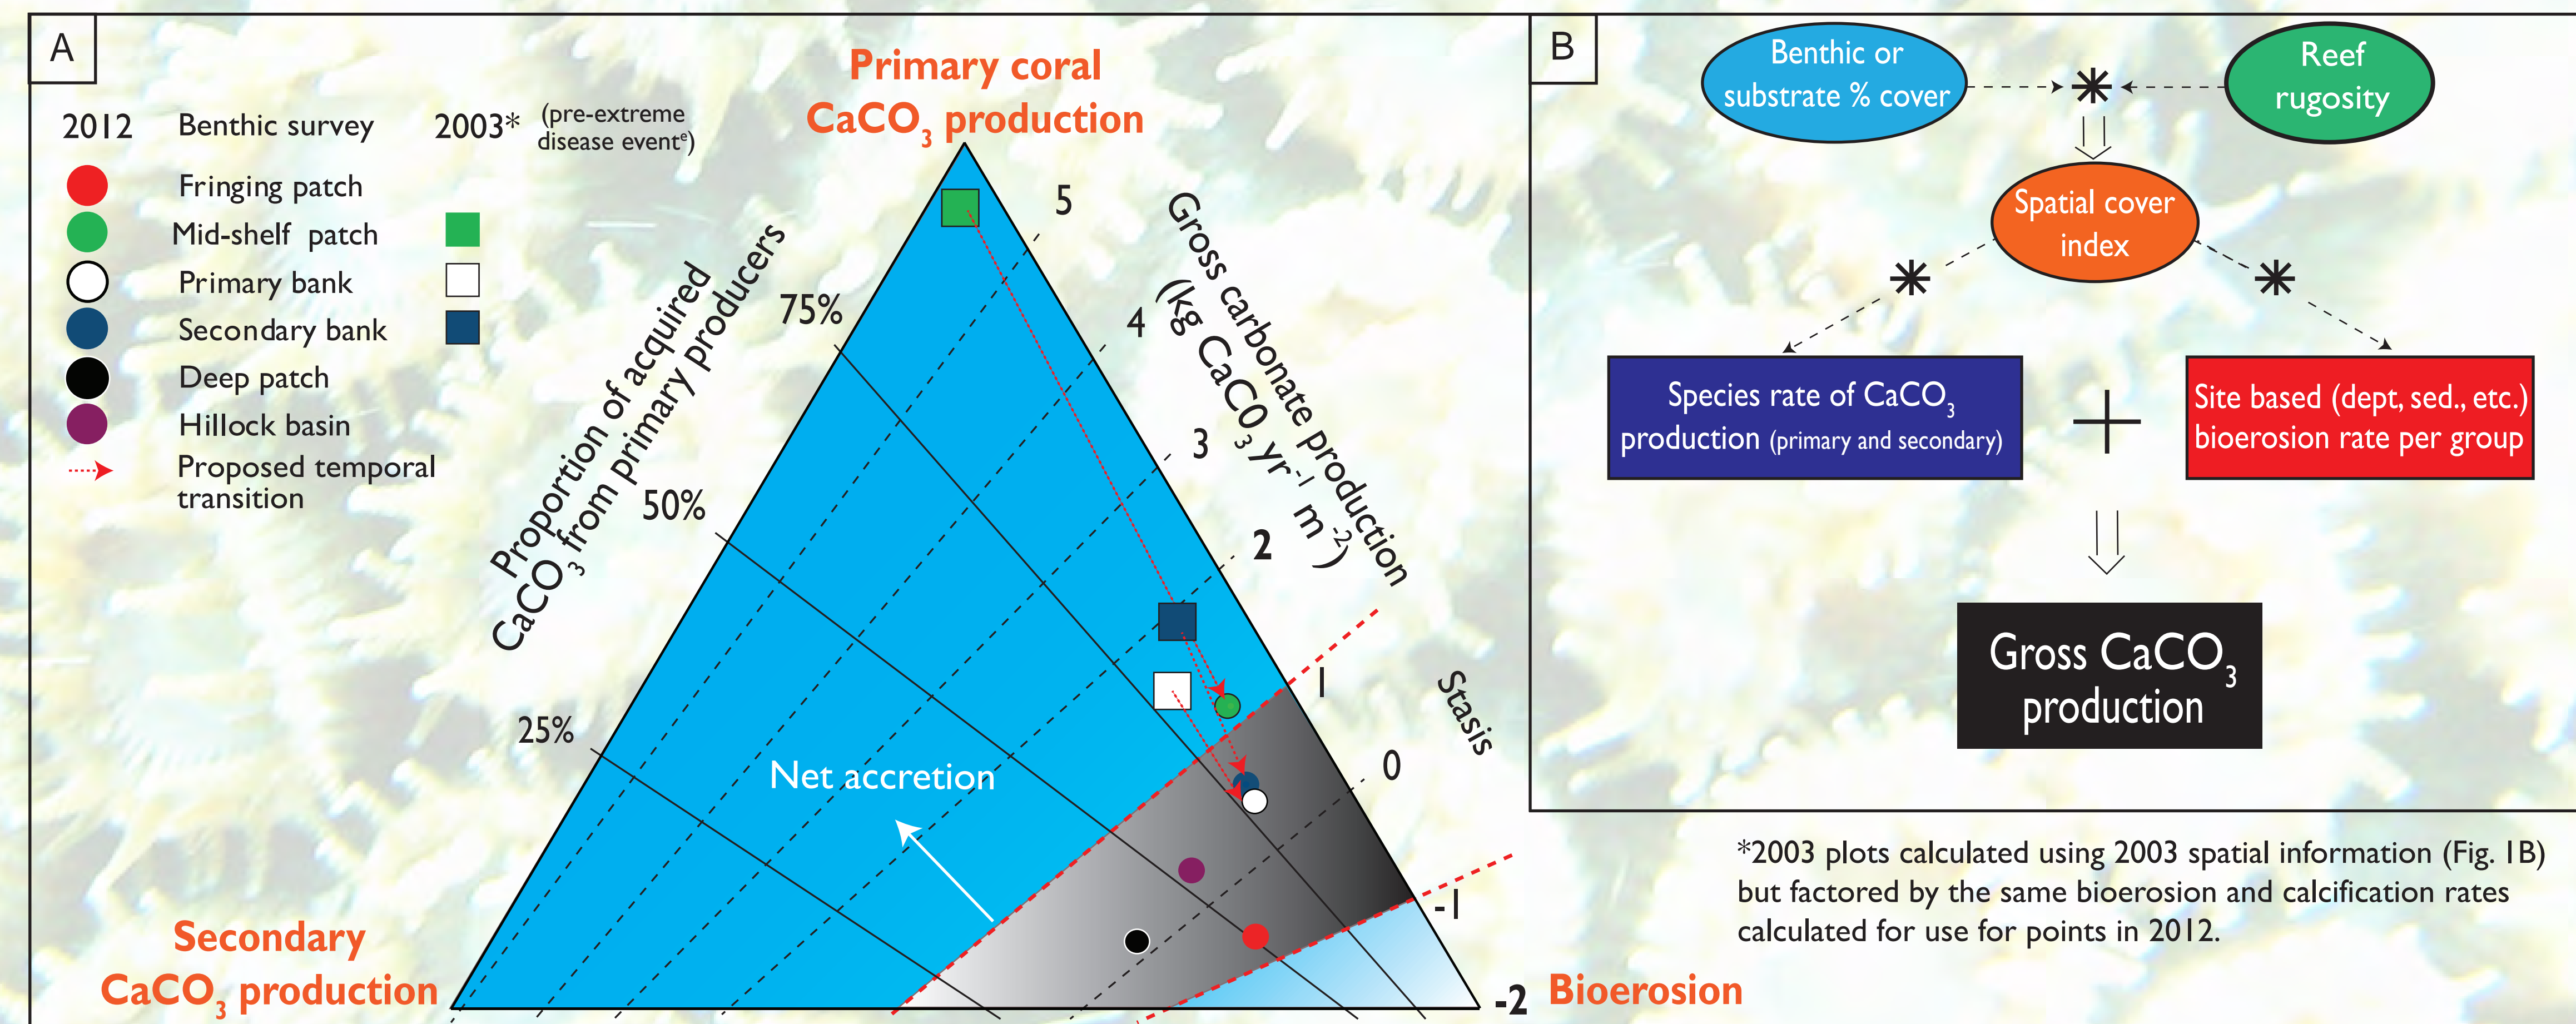 A
2012 Benthic survey 2003* (pre-extreme
disease eventᵉ)
Fringing patch
Mid-shelf patch
Primary bank
Secondary bank
Deep patch
Hillock basin
Proposed temporal
transition
Primary coral
CaCO₃ production
Proportion of acquired
CaCO₃ from primary producers
75%
50%
25%
5
4
3
2
1
0
-1
-2
Gross carbonate production
(kg CaC0₃ yr⁻¹ m⁻²)
Stasis
Net accretion
Secondary
CaCO₃ production
Bioerosion
B
Benthic or
substrate % cover
Reef
rugosity
Spatial cover
index
Species rate of CaCO₃
production (primary and secondary)
+
Site based (dept, sed., etc.)
bioerosion rate per group
Gross CaCO₃
production
*2003 plots calculated using 2003 spatial information (Fig. 1B)
but factored by the same bioerosion and calcification rates
calculated for use for points in 2012.